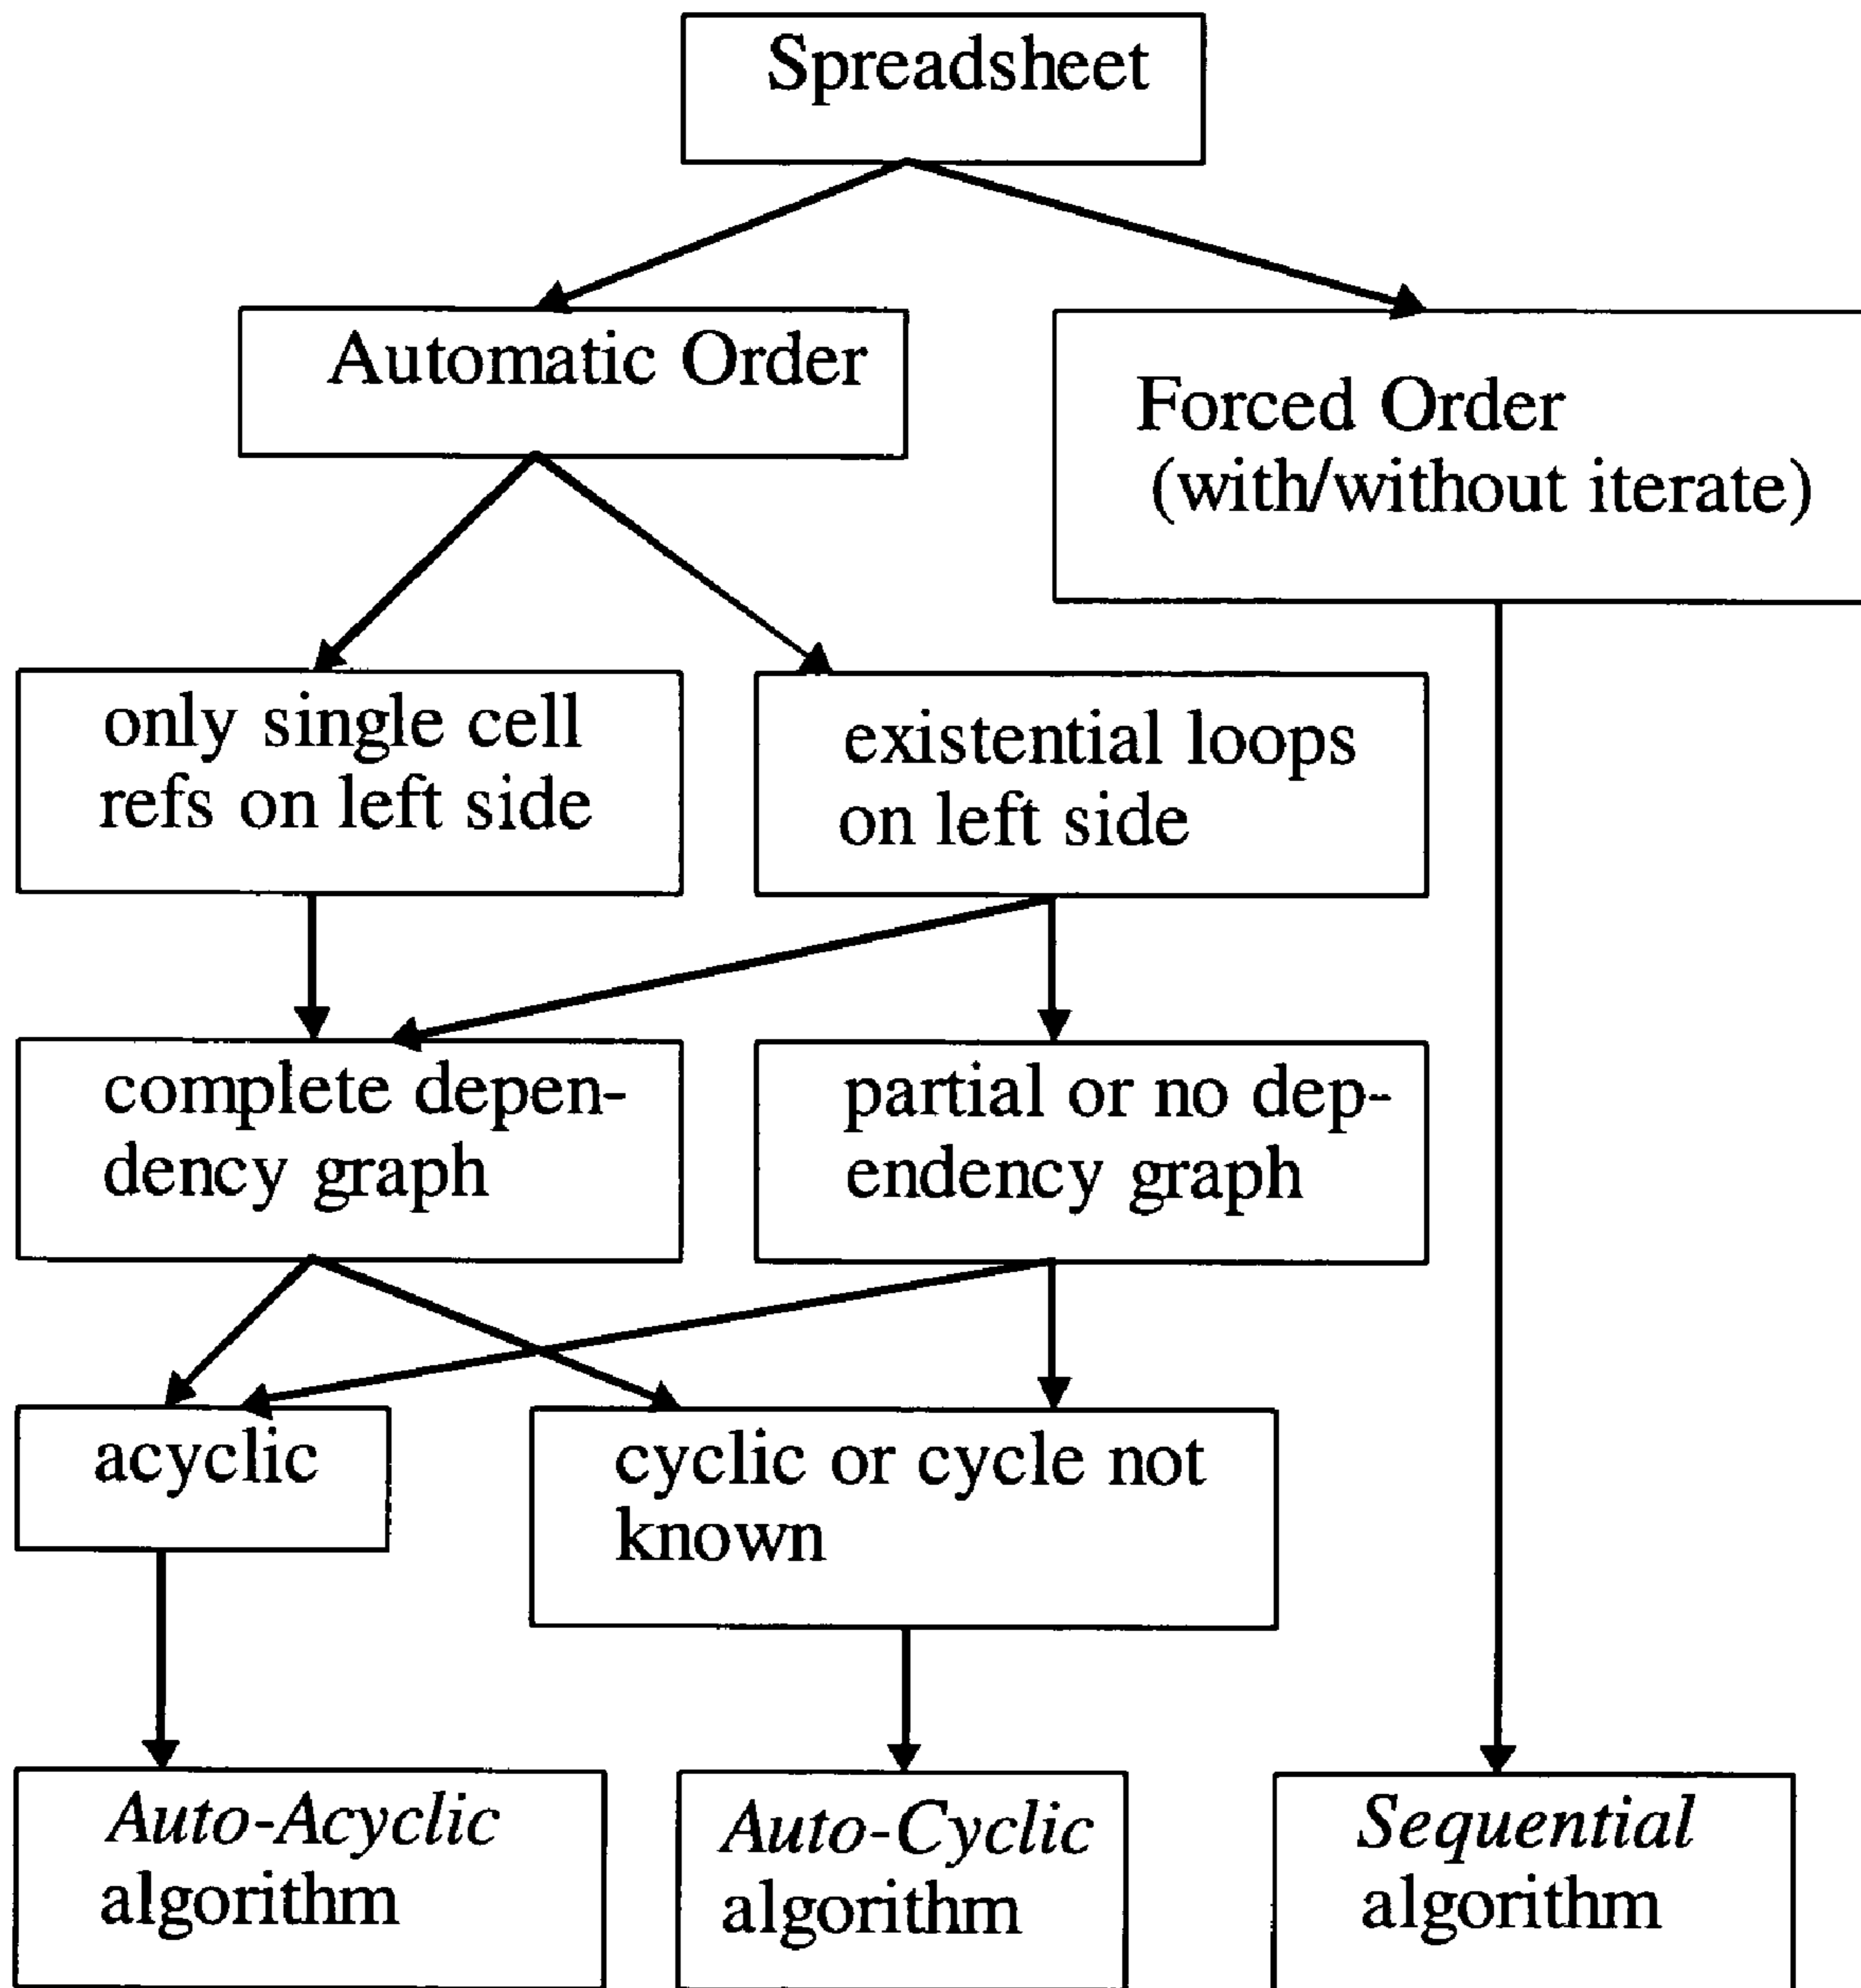 Spreadsheet
Automatic Order
Forced Order
(with/without iterate)
only single cell
refs on left side
existential loops
on left side
complete depen-
dency graph
partial or no dep-
endency graph
acyclic
cyclic or cycle not
known
Auto-Acyclic
algorithm
Auto-Cyclic
algorithm
Sequential
algorithm